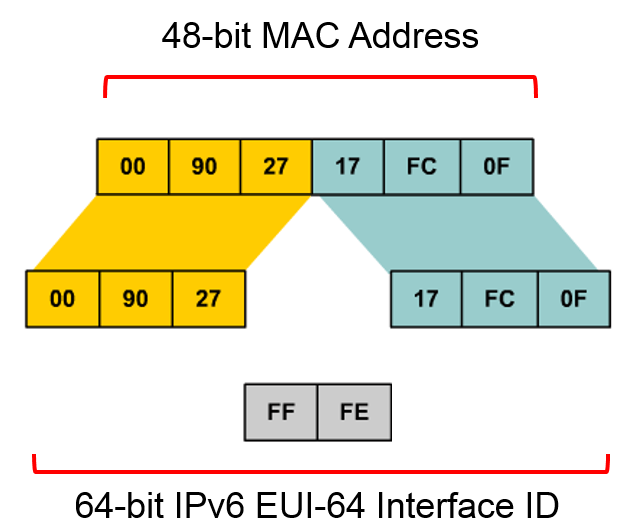 48-bit MAC Address
00 90 27 17 FC 0F
00 90 27 17 FC 0F
FF FE
64-bit IPv6 EUI-64 Interface ID